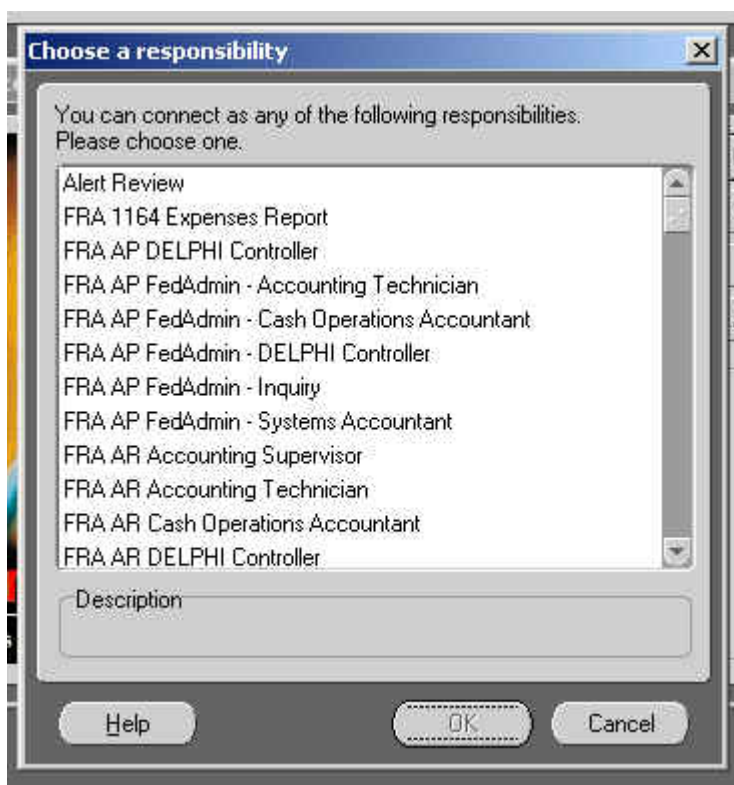 Choose a responsibility
You can connect as any of the following responsibilities.
Please choose one.
Alert Review
FRA 1164 Expenses Report
FRA AP DELPHI Controller
FRA AP FedAdmin - Accounting Technician
FRA AP FedAdmin - Cash Operations Accountant
FRA AP FedAdmin - DELPHI Controller
FRA AP FedAdmin - Inquiry
FRA AP FedAdmin - Systems Accountant
FRA AR Accounting Supervisor
FRA AR Accounting Technician
FRA AR Cash Operations Accountant
FRA AR DELPHI Controller
Description
Help OK Cancel